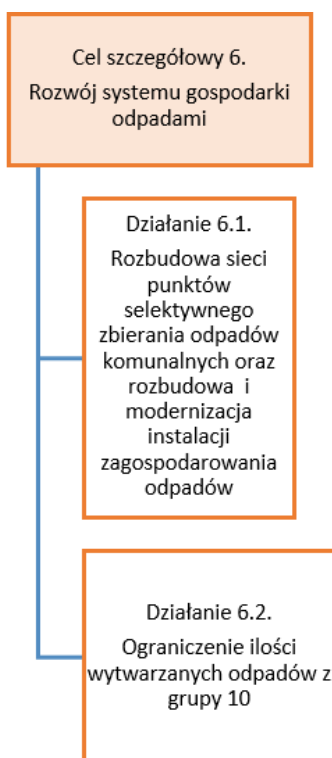 Cel szczegółowy 6.
Rozwój systemu gospodarki
odpadami
Działanie 6.1.
Rozbudowa sieci
punktów
selektywnego
zbierania odpadów
komunalnych oraz
rozbudowa i
modernizacja
instalacji
zagospodarowania
odpadów
Działanie 6.2.
Ograniczenie ilości
wytwarzanych odpadów z
grupy 10